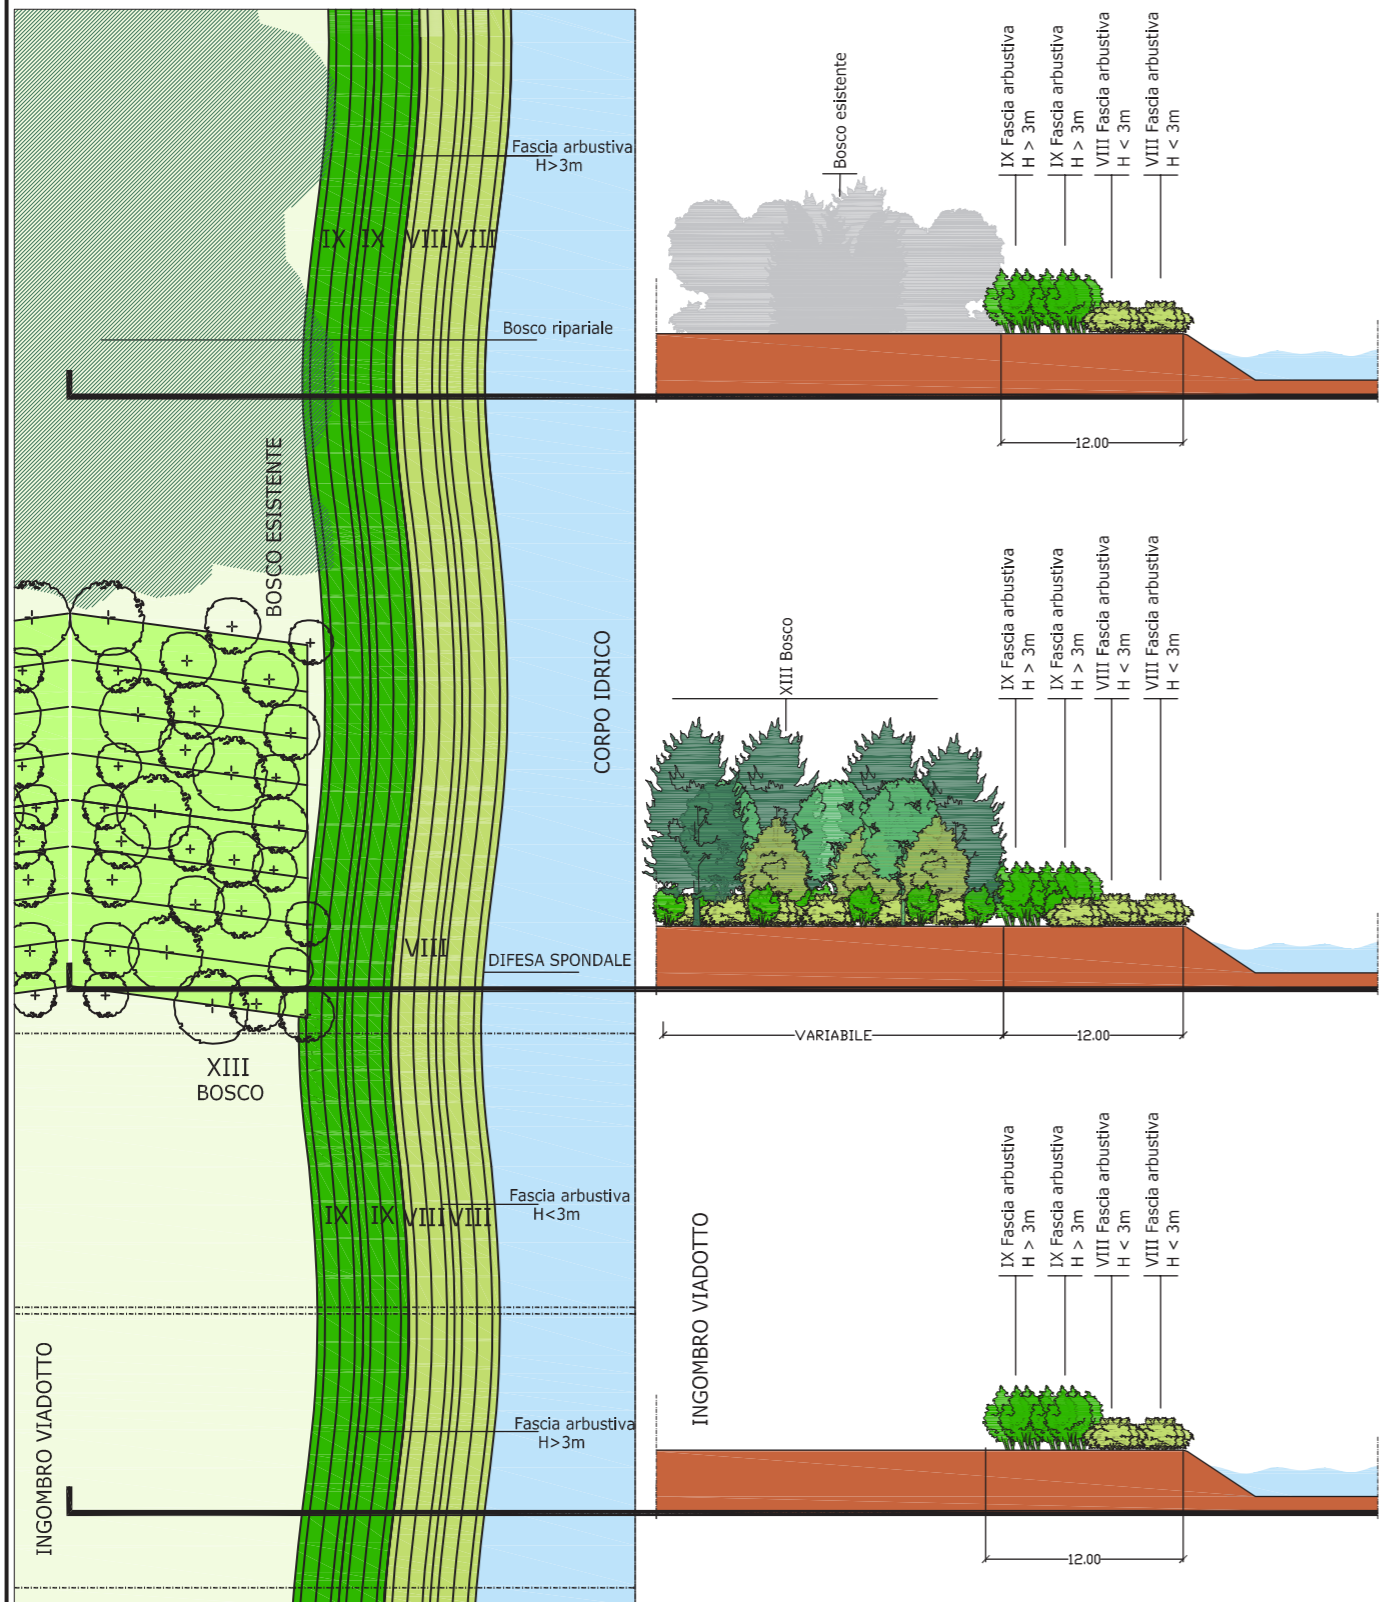 Fascia arbustiva
H>3m
IX IX VIII VIII
Bosco ripariale
BOSCO ESISTENTE
CORPO IDRICO
VIII
DIFESA SPONDALE
XIII
BOSCO
Fascia arbustiva
H<3m
IX IX VIII VIII
INGOMBRO VIADOTTO
Fascia arbustiva
H>3m
Bosco esistente
IX Fascia arbustiva
H > 3m
IX Fascia arbustiva
H > 3m
VIII Fascia arbustiva
H < 3m
VIII Fascia arbustiva
H < 3m
12.00
XIII Bosco
IX Fascia arbustiva
H > 3m
IX Fascia arbustiva
H > 3m
VIII Fascia arbustiva
H < 3m
VIII Fascia arbustiva
H < 3m
VARIABILE
12.00
INGOMBRO VIADOTTO
IX Fascia arbustiva
H > 3m
IX Fascia arbustiva
H > 3m
VIII Fascia arbustiva
H < 3m
VIII Fascia arbustiva
H < 3m
12.00